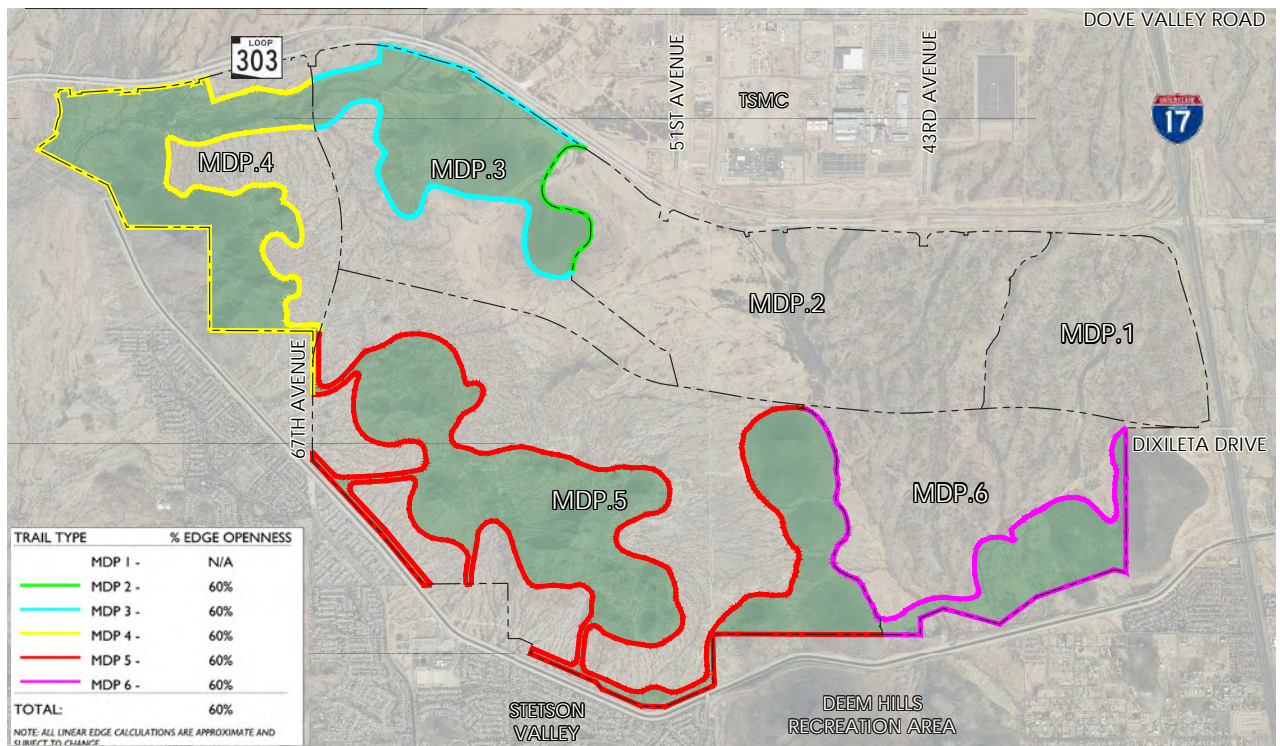 DOVE VALLEY ROAD
LOOP
303
51ST AVENUE
43RD AVENUE
TSMC
INTERSTATE
17
MDP.4
MDP.3
MDP.2
MDP.1
67TH AVENUE
DIXILETA DRIVE
MDP.5
MDP.6
TRAIL TYPE % EDGE OPENNESS
MDP 1 - N/A
MDP 2 - 60%
MDP 3 - 60%
MDP 4 - 60%
MDP 5 - 60%
MDP 6 - 60%
TOTAL: 60%
NOTE: ALL LINEAR EDGE CALCULATIONS ARE APPROXIMATE AND
SUBJECT TO CHANGE
STETSON
VALLEY
DEEM HILLS
RECREATION AREA